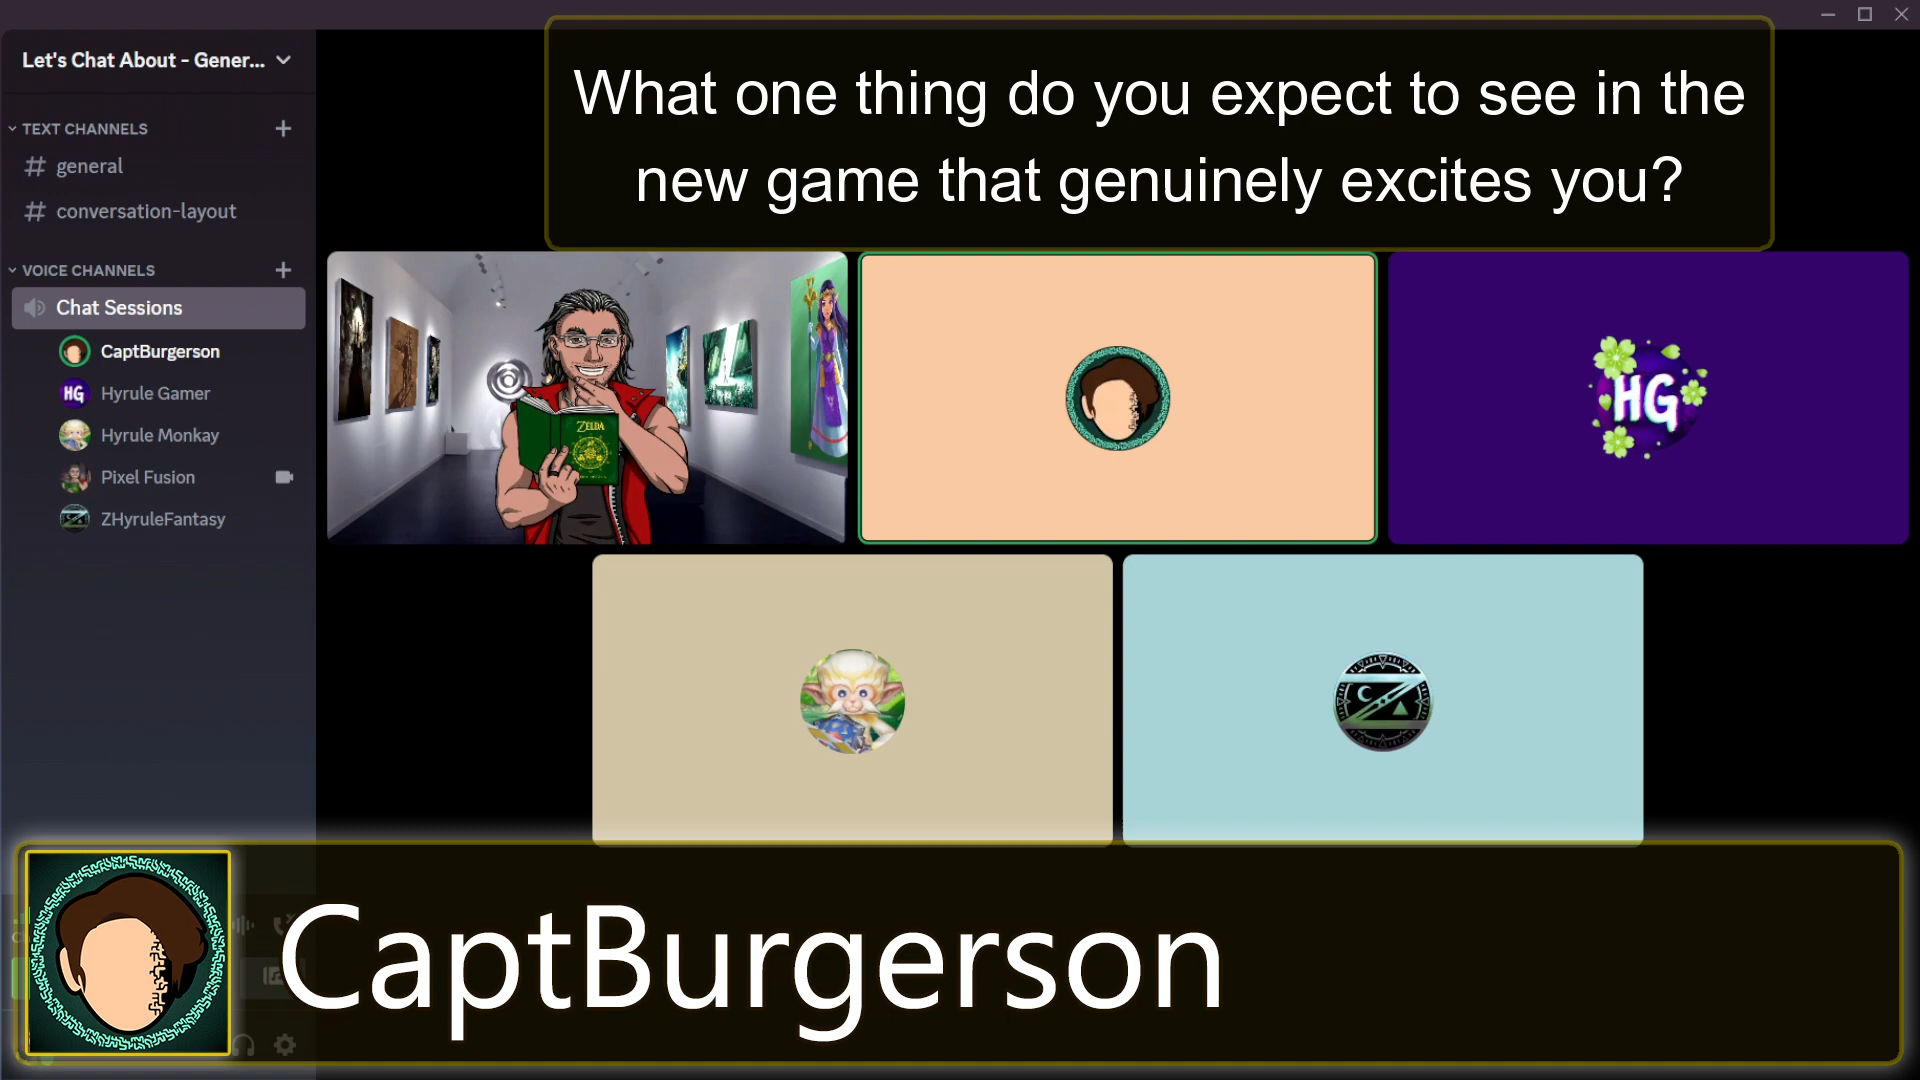 What one thing do you expect to see in the
new game that genuinely excites you?
Let's Chat About - Gener...
TEXT CHANNELS
# general
# conversation-layout
VOICE CHANNELS
Chat Sessions
CaptBurgerson
HG
Hyrule Gamer
Hyrule Monkay
Pixel Fusion
ZHyruleFantasy
ZELDA
HG
CaptBurgerson